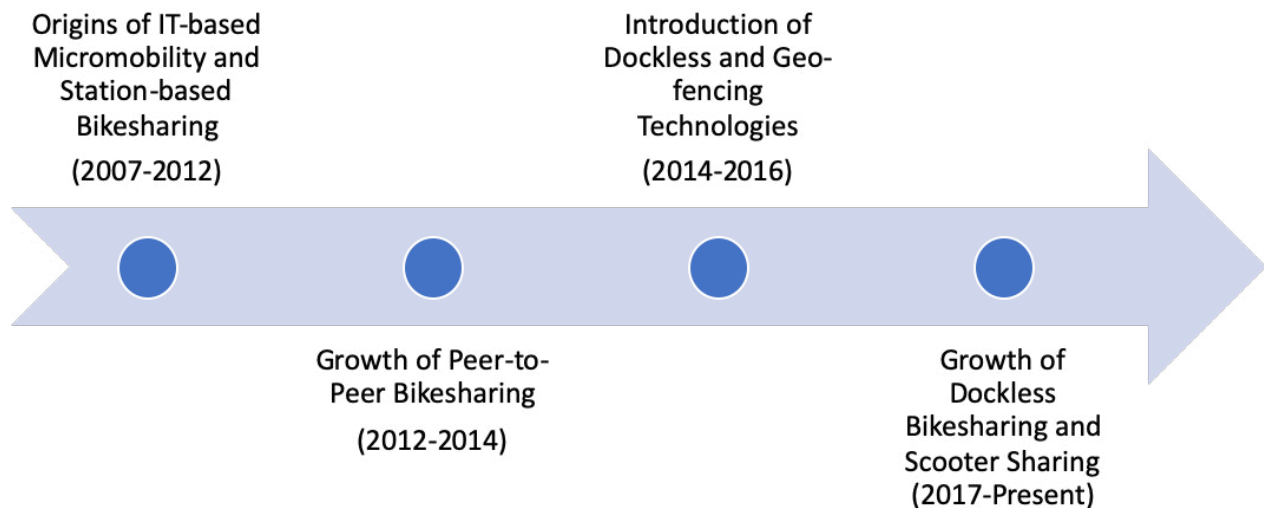 Origins of IT-based
Micromobility and
Station-based
Bikesharing
(2007-2012)
Growth of Peer-to-
Peer Bikesharing
(2012-2014)
Introduction of
Dockless and Geo-
fencing
Technologies
(2014-2016)
Growth of
Dockless
Bikesharing and
Scooter Sharing
(2017-Present)